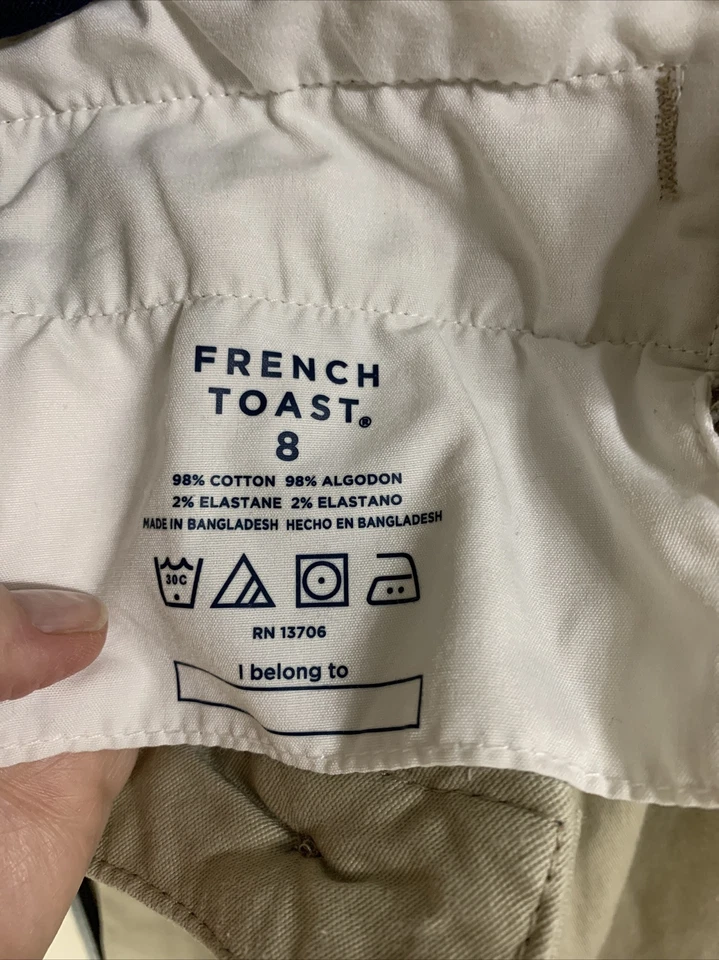 FRENCH
TOAST®
8
98% COTTON 98% ALGODON
2% ELASTANE 2% ELASTANO
MADE IN BANGLADESH HECHO EN BANGLADESH
30C
RN 13706
I belong to